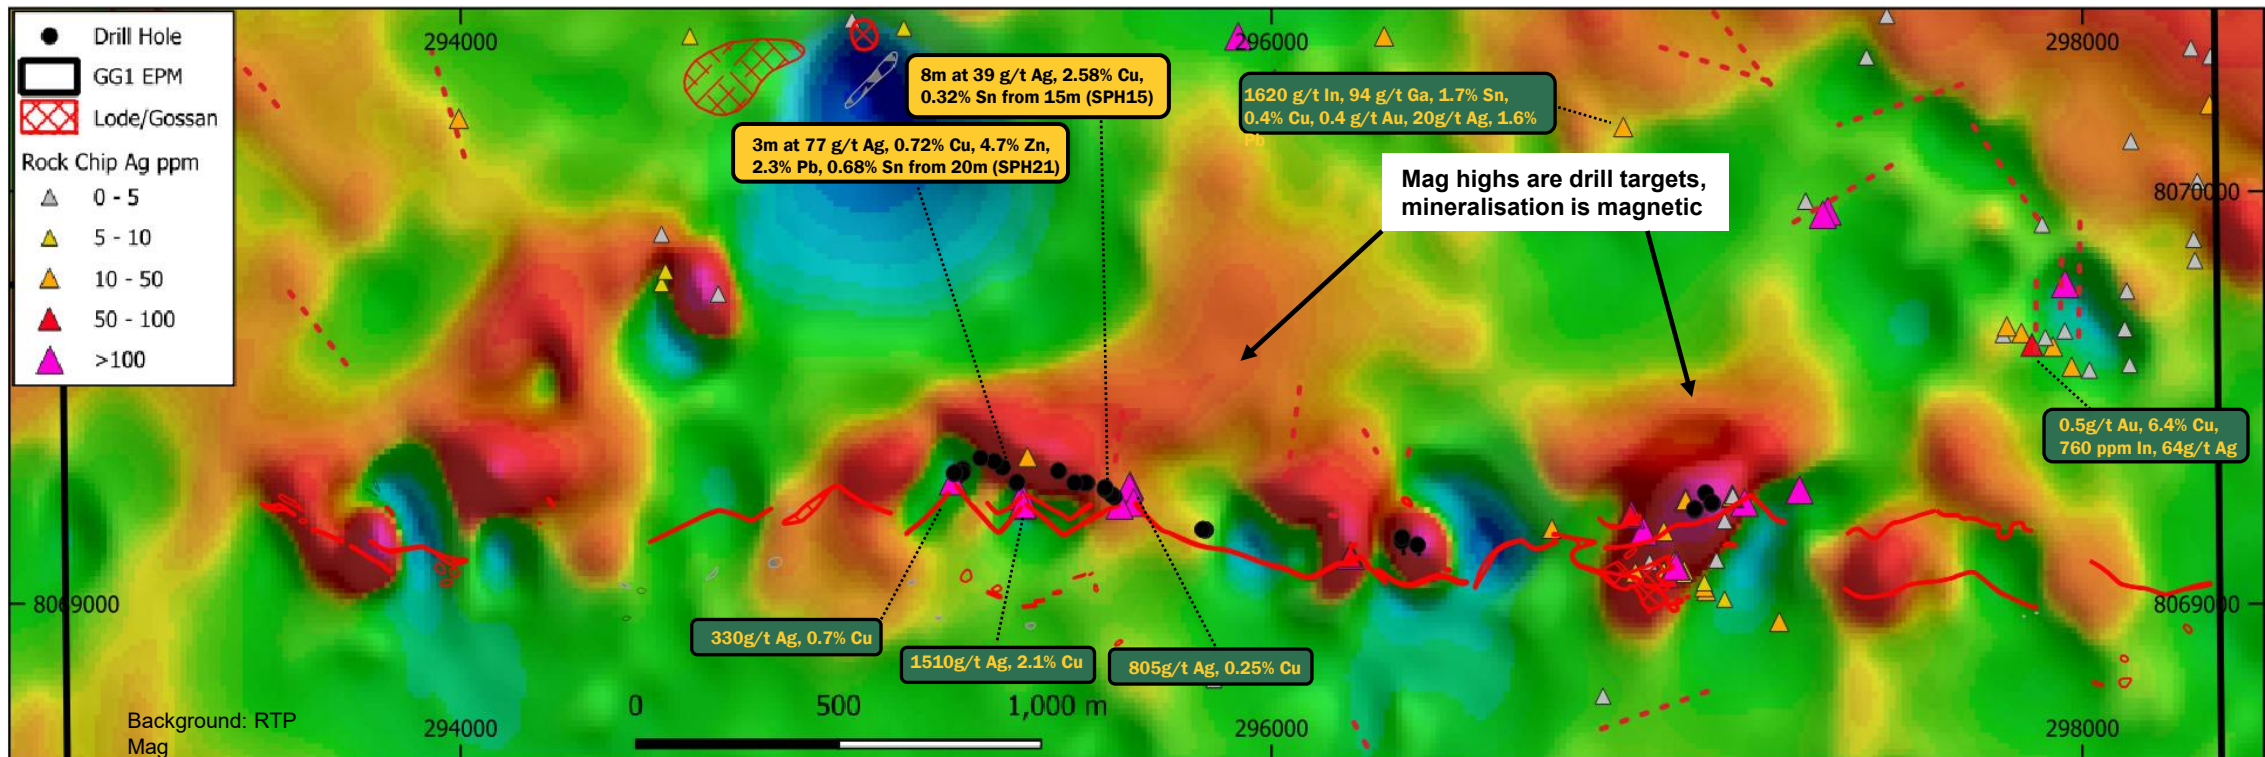 Drill Hole
GG1 EPM
Lode/Gossan
Rock Chip Ag ppm
0 - 5
5 - 10
10 - 50
50 - 100
>100
294000
296000
298000
8m at 39 g/t Ag, 2.58% Cu,
0.32% Sn from 15m (SPH15)
3m at 77 g/t Ag, 0.72% Cu, 4.7% Zn,
2.3% Pb, 0.68% Sn from 20m (SPH21)
1620 g/t In, 94 g/t Ga, 1.7% Sn,
0.4% Cu, 0.4 g/t Au, 20g/t Ag, 1.6%
Pb
Mag highs are drill targets,
mineralisation is magnetic
8070000
0.5g/t Au, 6.4% Cu,
760 ppm In, 64g/t Ag
8069000
8069000
330g/t Ag, 0.7% Cu
1510g/t Ag, 2.1% Cu
805g/t Ag, 0.25% Cu
0 500 1,000 m
Background: RTP
Mag
294000
296000
298000